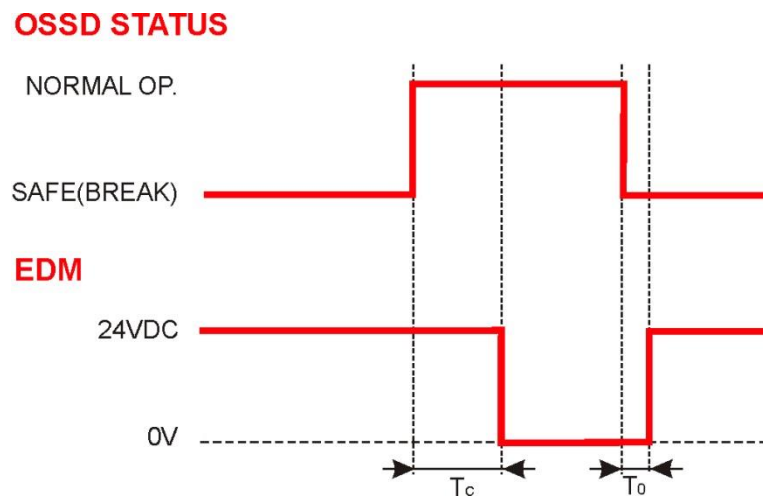 OSSD STATUS
NORMAL OP.
SAFE(BREAK)
EDM
24VDC
0V
Tc
T0